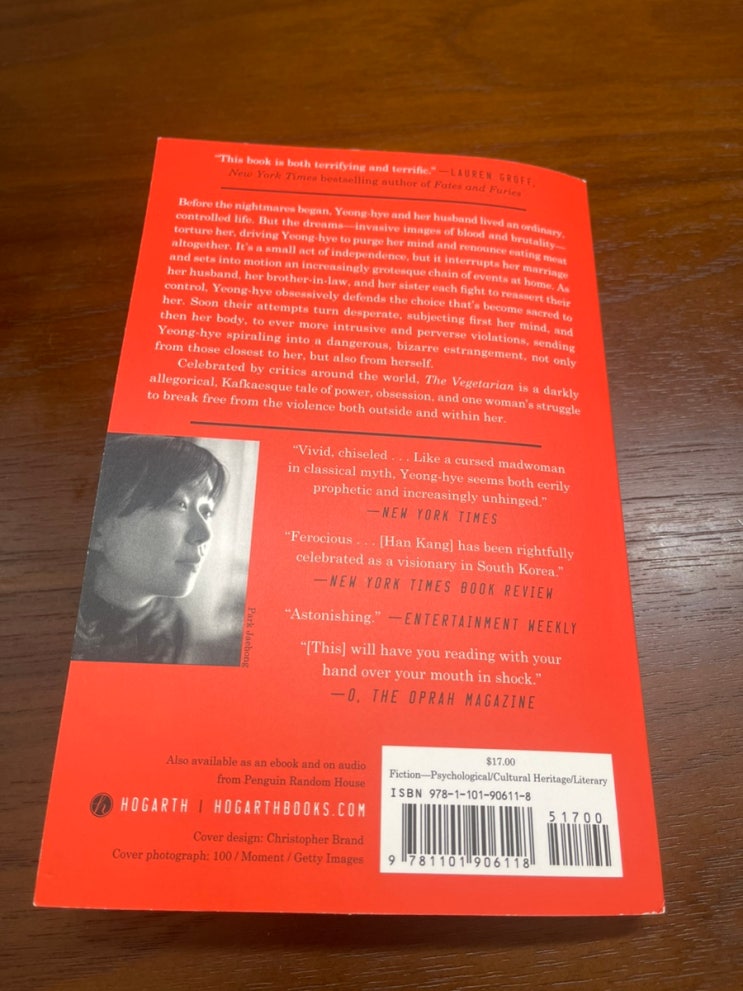 “This book is both terrifying and terrific.” —LAUREN GROFF,
New York Times bestselling author of Fates and Furies
Before the nightmares began, Yeong-hye and her husband lived an ordinary,
controlled life. But the dreams—invasive images of blood and brutality—
torture her, driving Yeong-hye to purge her mind and renounce eating meat
altogether. It’s a small act of independence, but it interrupts her marriage
and sets into motion an increasingly grotesque chain of events at home. As
her husband, her brother-in-law, and her sister each fight to reassert their
control, Yeong-hye obsessively defends the choice that’s become sacred to
her. Soon their attempts turn desperate, subjecting first her mind, and
then her body, to ever more intrusive and perverse violations, sending
Yeong-hye spiraling into a dangerous, bizarre estrangement, not only
from those closest to her, but also from herself.
Celebrated by critics around the world, The Vegetarian is a darkly
allegorical, Kafkaesque tale of power, obsession, and one woman’s struggle
to break free from the violence both outside and within her.
“Vivid, chiseled . . . Like a cursed madwoman
in classical myth, Yeong-hye seems both eerily
prophetic and increasingly unhinged.”
—NEW YORK TIMES
“Ferocious . . . [Han Kang] has been rightfully
celebrated as a visionary in South Korea.”
—NEW YORK TIMES BOOK REVIEW
“Astonishing.” —ENTERTAINMENT WEEKLY
“[This] will have you reading with your
hand over your mouth in shock.”
—O, THE OPRAH MAGAZINE
Park Jaehong
Also available as an ebook and on audio
from Penguin Random House
h HOGARTH | HOGARTHBOOKS.COM
Cover design: Christopher Brand
Cover photograph: 100 / Moment / Getty Images
$17.00
Fiction—Psychological/Cultural Heritage/Literary
ISBN 978-1-101-90611-8
51700
9 781101 906118